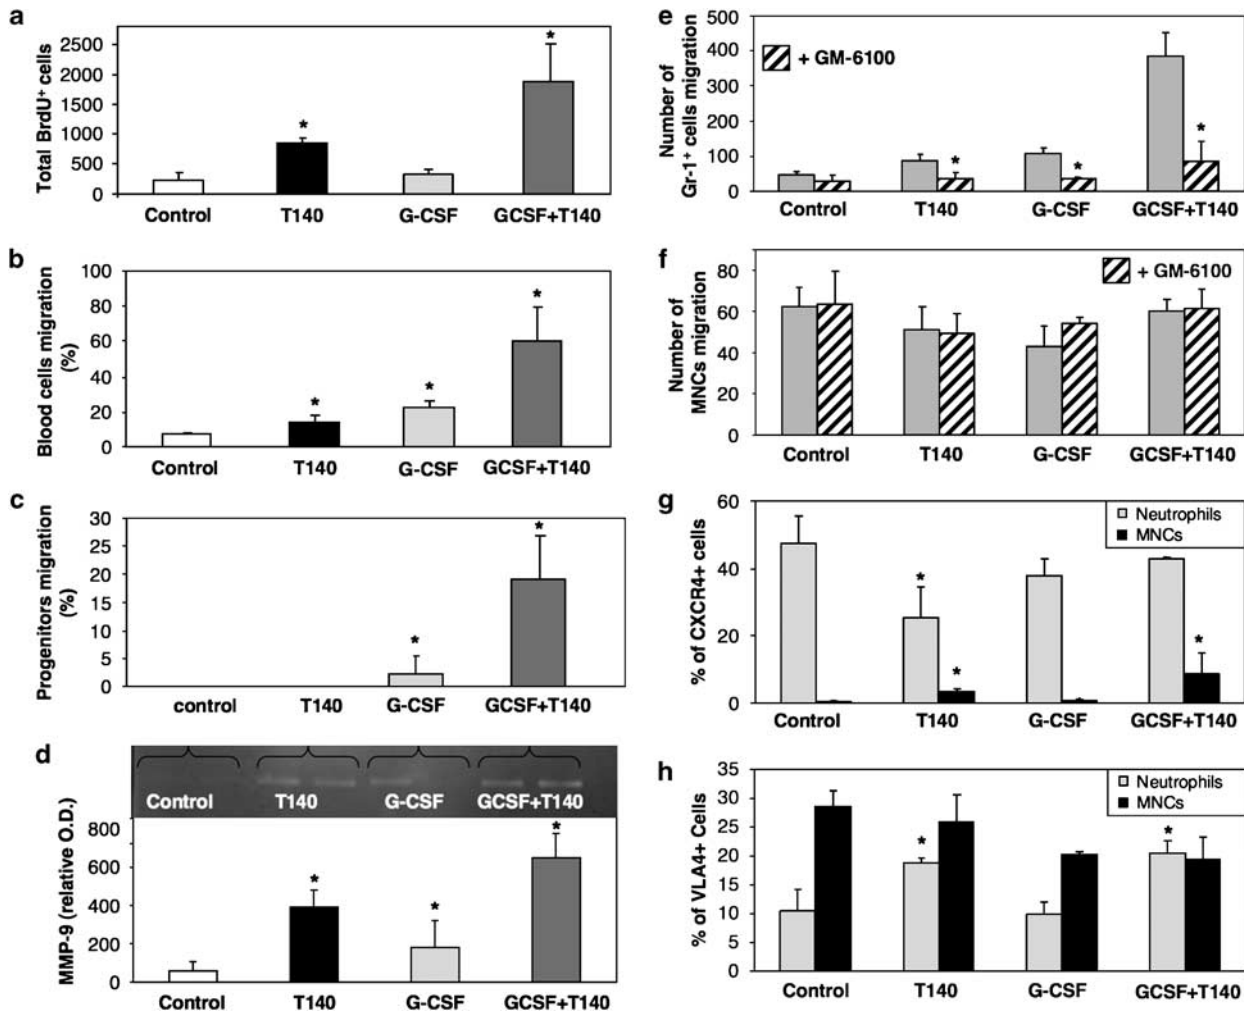 a
Total BrdU⁺ cells
2500
2000
1500
1000
500
0
Control T140 G-CSF GCSF+T140
*
*
b
Blood cells migration
(%)
100
80
60
40
20
0
Control T140 G-CSF GCSF+T140
*
*
*
c
Progenitors migration
(%)
30
25
20
15
10
5
0
control T140 G-CSF GCSF+T140
*
*
d
Control T140 G-CSF GCSF+T140
MMP-9 (relative O.D.)
800
600
400
200
0
Control T140 G-CSF GCSF+T140
*
*
*
e
Number of
Gr-1⁺ cells migration
500
400
300
200
100
0
+ GM-6100
Control T140 G-CSF GCSF+T140
*
*
*
f
Number of
MNCs migration
80
60
40
20
0
+ GM-6100
Control T140 G-CSF GCSF+T140
g
% of CXCR4+ cells
60
40
20
0
Neutrophils
MNCs
Control T140 G-CSF GCSF+T140
*
*
*
h
% of VLA4+ Cells
35
30
25
20
15
10
5
0
Neutrophils
MNCs
Control T140 G-CSF GCSF+T140
*
*